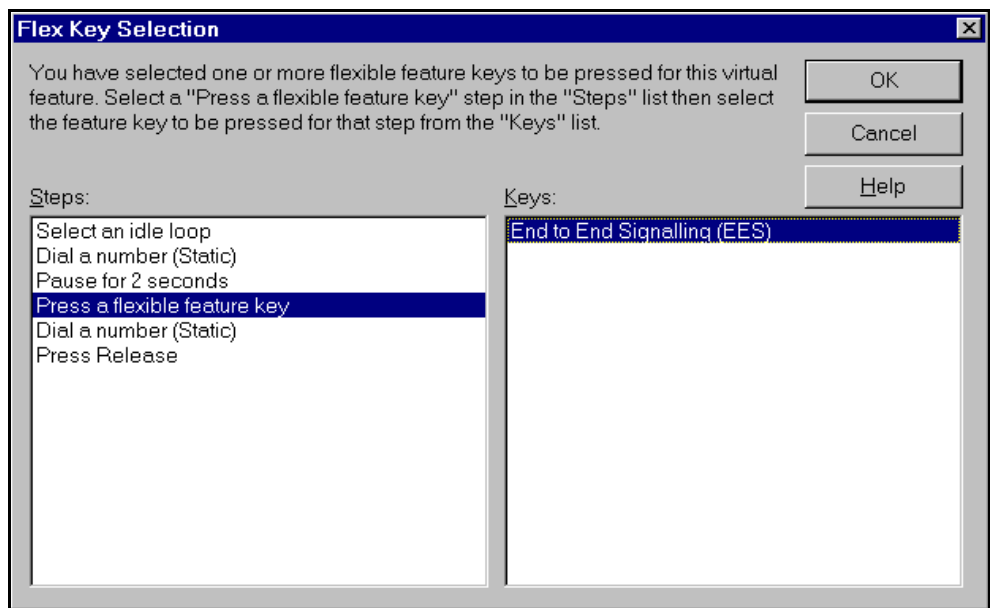 Flex Key Selection
You have selected one or more flexible feature keys to be pressed for this virtual
feature. Select a "Press a flexible feature key" step in the "Steps" list then select
the feature key to be pressed for that step from the "Keys" list.
OK
Cancel
Help
Steps:
Select an idle loop
Dial a number (Static)
Pause for 2 seconds
Press a flexible feature key
Dial a number (Static)
Press Release
Keys:
End to End Signalling (EES)